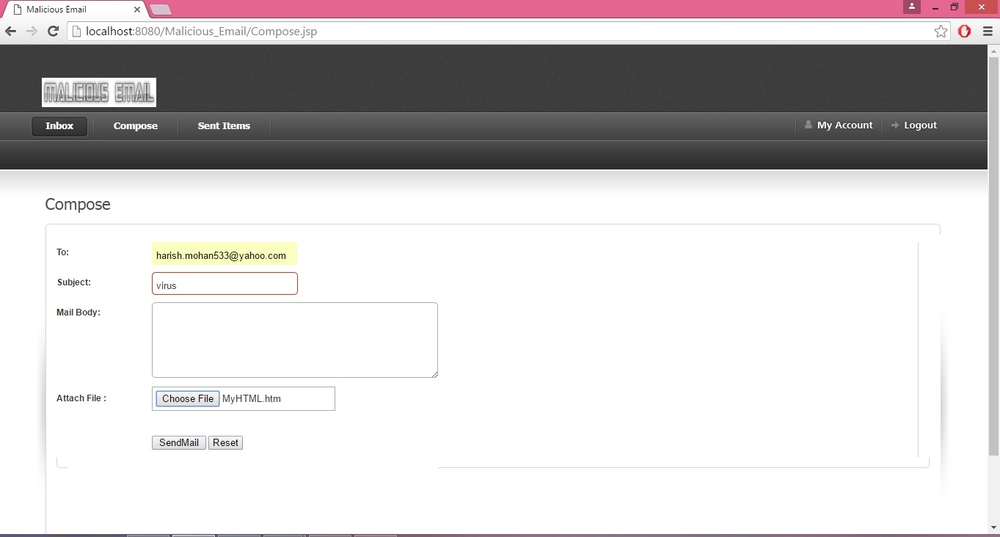 Malicious Email
localhost:8080/Malicious_Email/Compose.jsp
MALICIOUS EMAIL
Inbox Compose Sent Items My Account Logout
Compose
To: harish.mohan533@yahoo.com
Subject: virus
Mail Body:
Attach File : Choose File MyHTML.htm
SendMail Reset